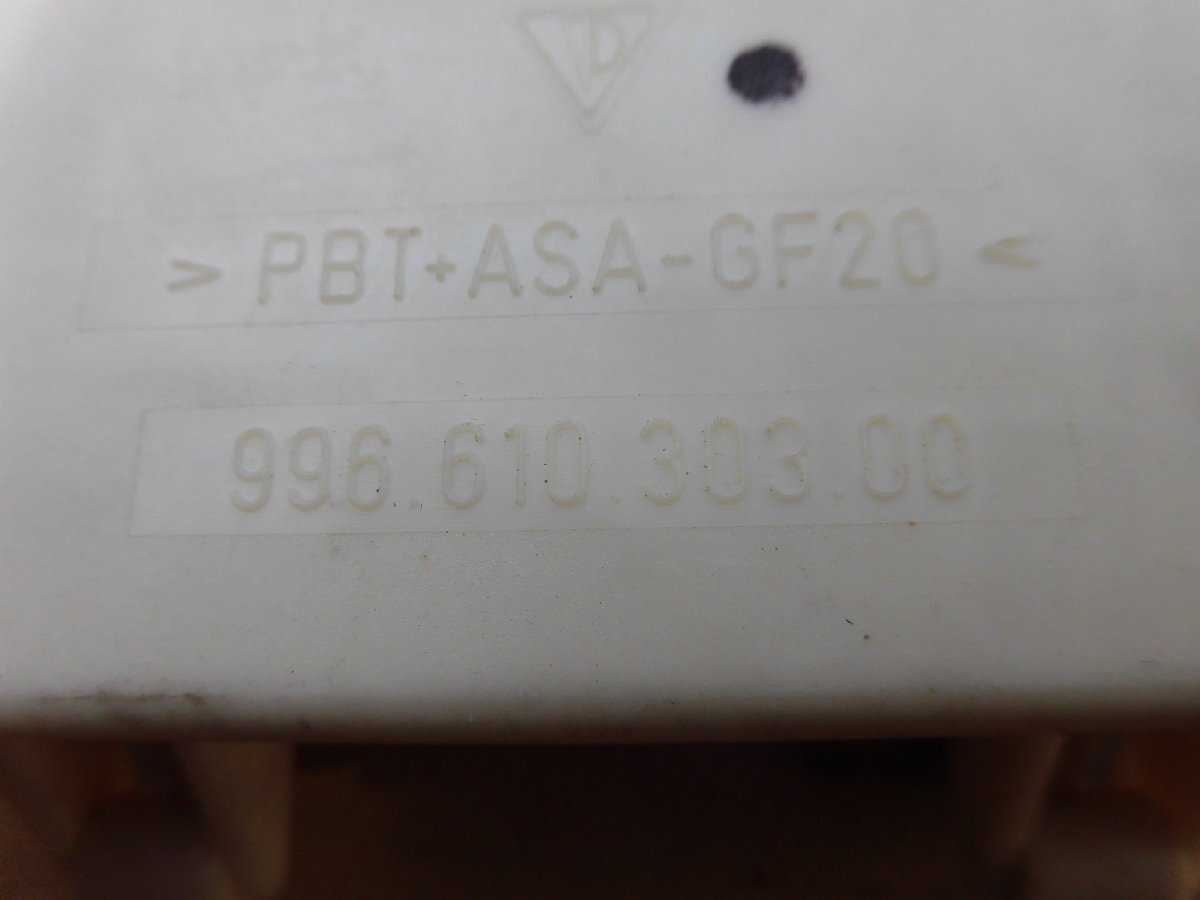 D
> PBT+ASA-GF20 <
996.610.303.00